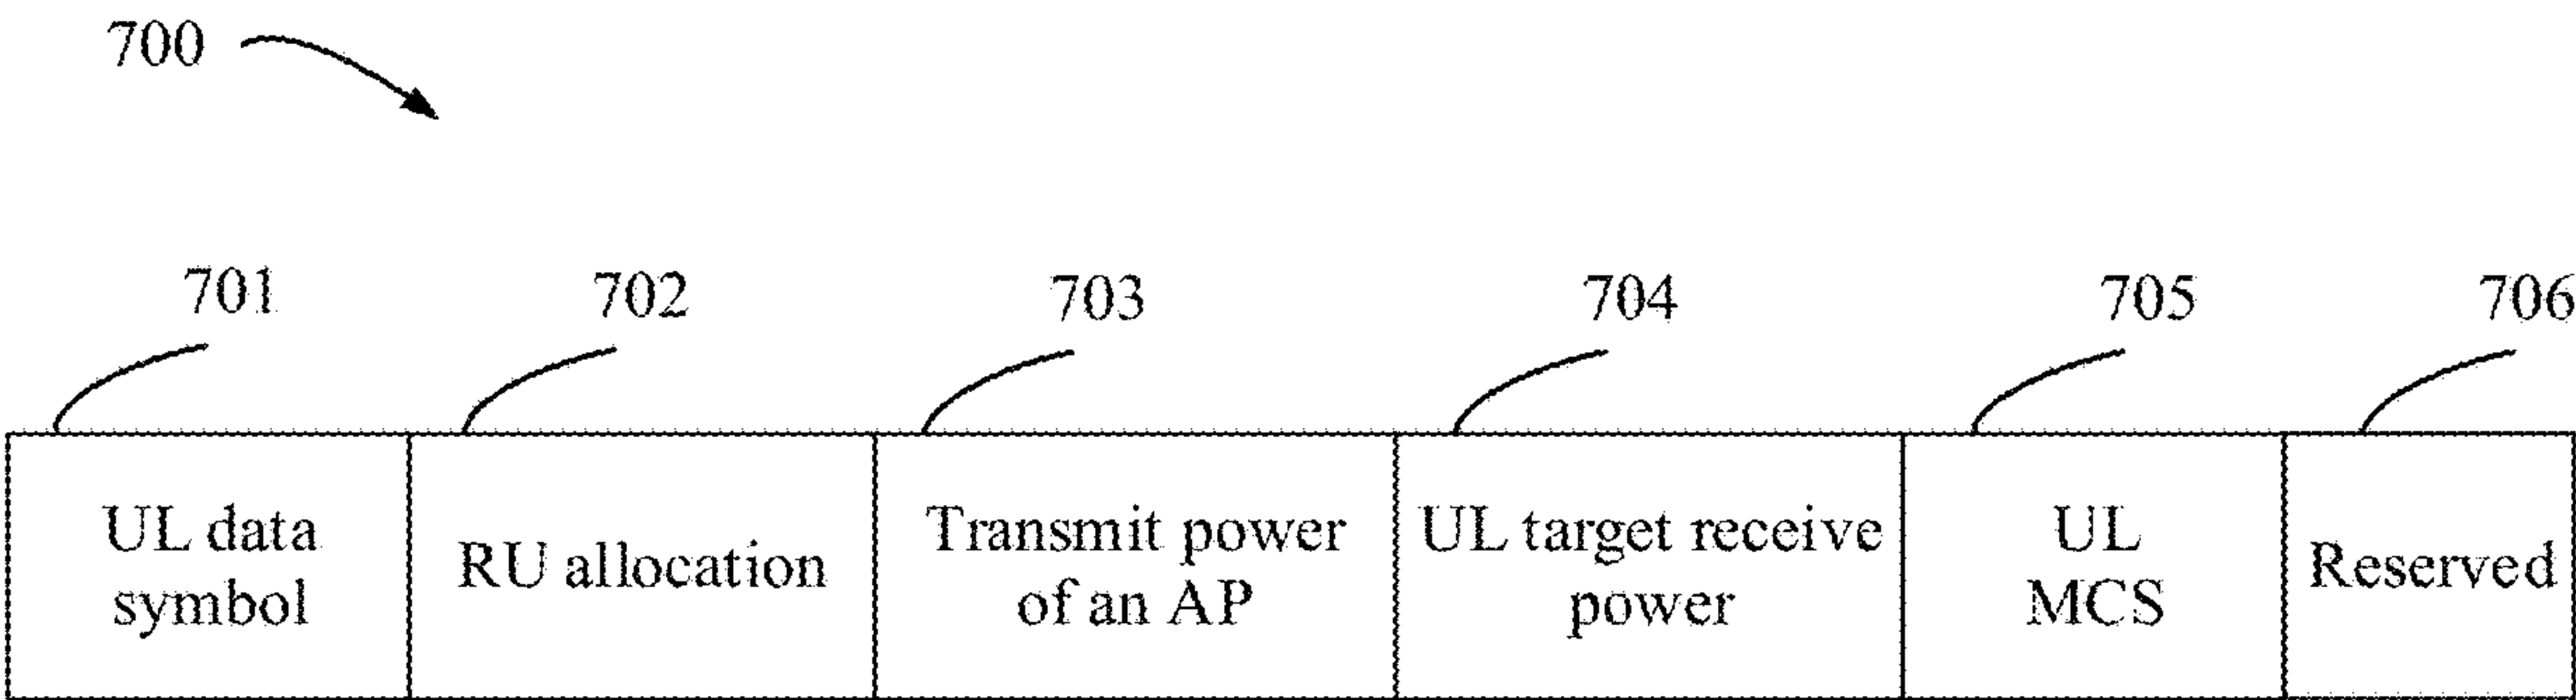 700
701
702
703
704
705
706
UL data
symbol
RU allocation
Transmit power
of an AP
UL target receive
power
UL
MCS
Reserved